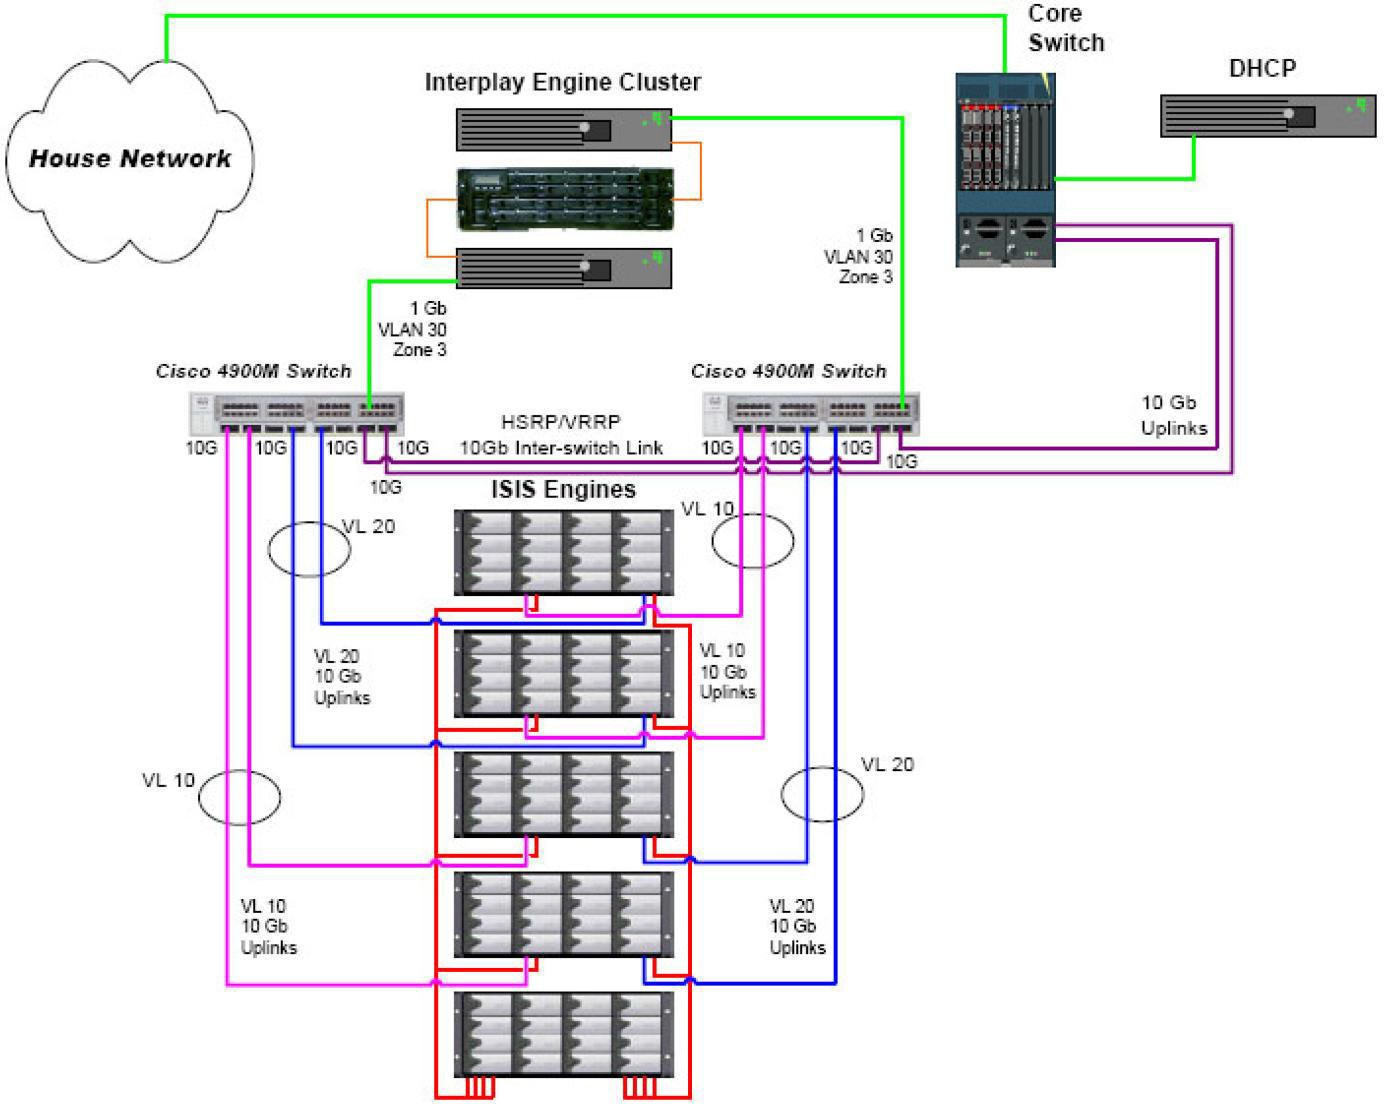 Core
Switch
DHCP
Interplay Engine Cluster
House Network
1 Gb
VLAN 30
Zone 3
1 Gb
VLAN 30
Zone 3
Cisco 4900M Switch
Cisco 4900M Switch
10 Gb
Uplinks
HSRP/VRRP
10Gb Inter-switch Link
10G
10G
10G
10G
10G
10G
10G
10G
10G
ISIS Engines
VL 20
VL 10
VL 20
10 Gb
Uplinks
VL 10
10 Gb
Uplinks
VL 10
VL 20
VL 10
10 Gb
Uplinks
VL 20
10 Gb
Uplinks